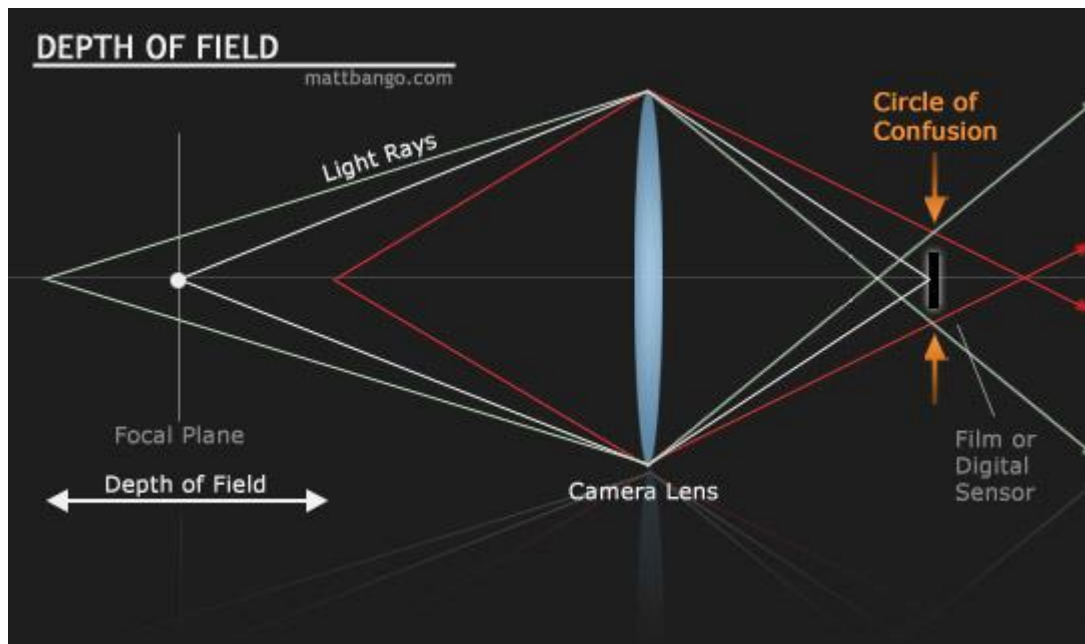 DEPTH OF FIELD
mattbango.com
Light Rays
Circle of
Confusion
Focal Plane
Depth of Field
Camera Lens
Film or
Digital
Sensor